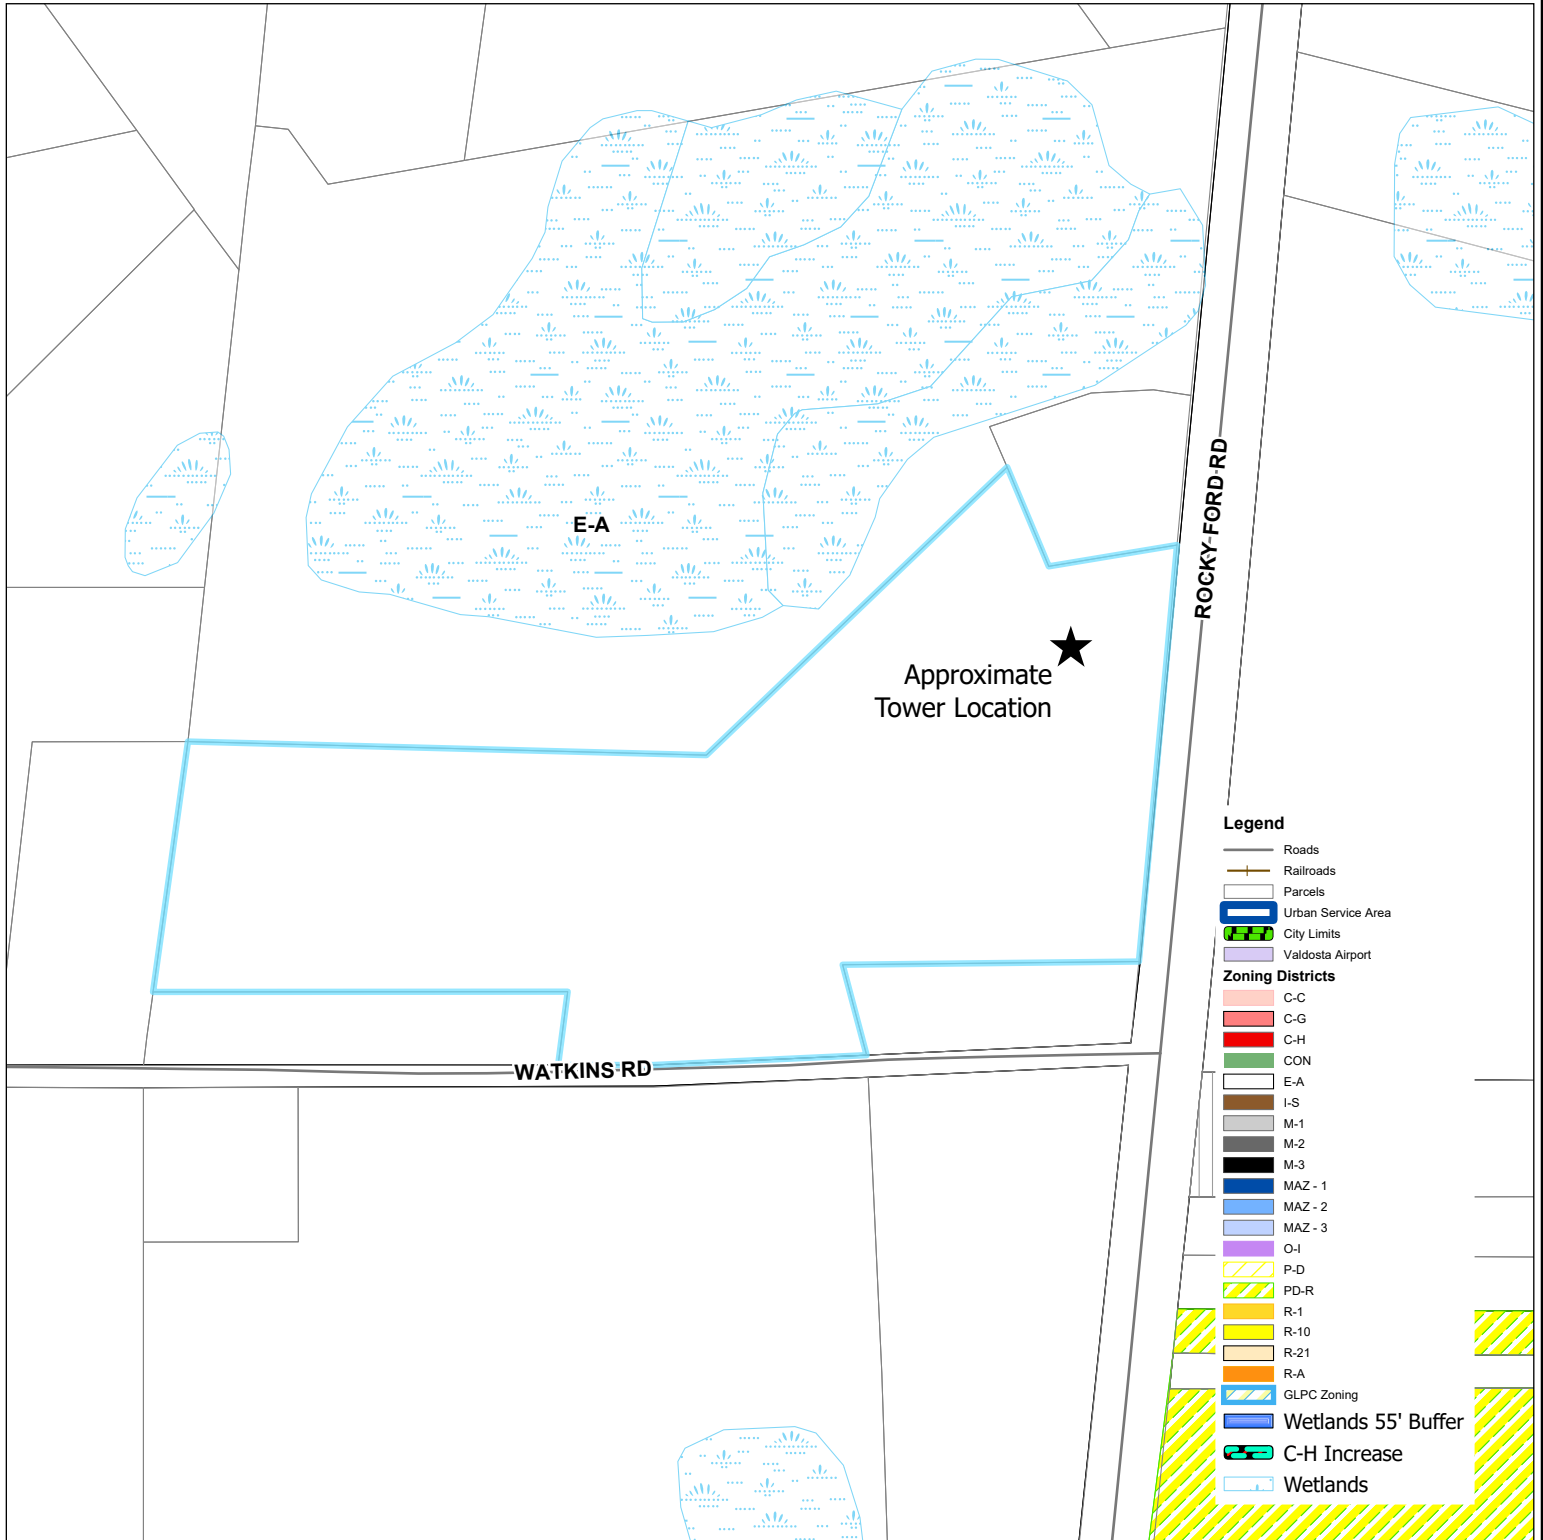 E-A
ROCKY FORD RD
Approximate
Tower Location
WATKINS RD
Legend
Roads
Railroads
Parcels
Urban Service Area
City Limits
Valdosta Airport
Zoning Districts
C-C
C-G
C-H
CON
E-A
I-S
M-1
M-2
M-3
MAZ - 1
MAZ - 2
MAZ - 3
O-I
P-D
PD-R
R-1
R-10
R-21
R-A
GLPC Zoning
Wetlands 55' Buffer
C-H Increase
Wetlands